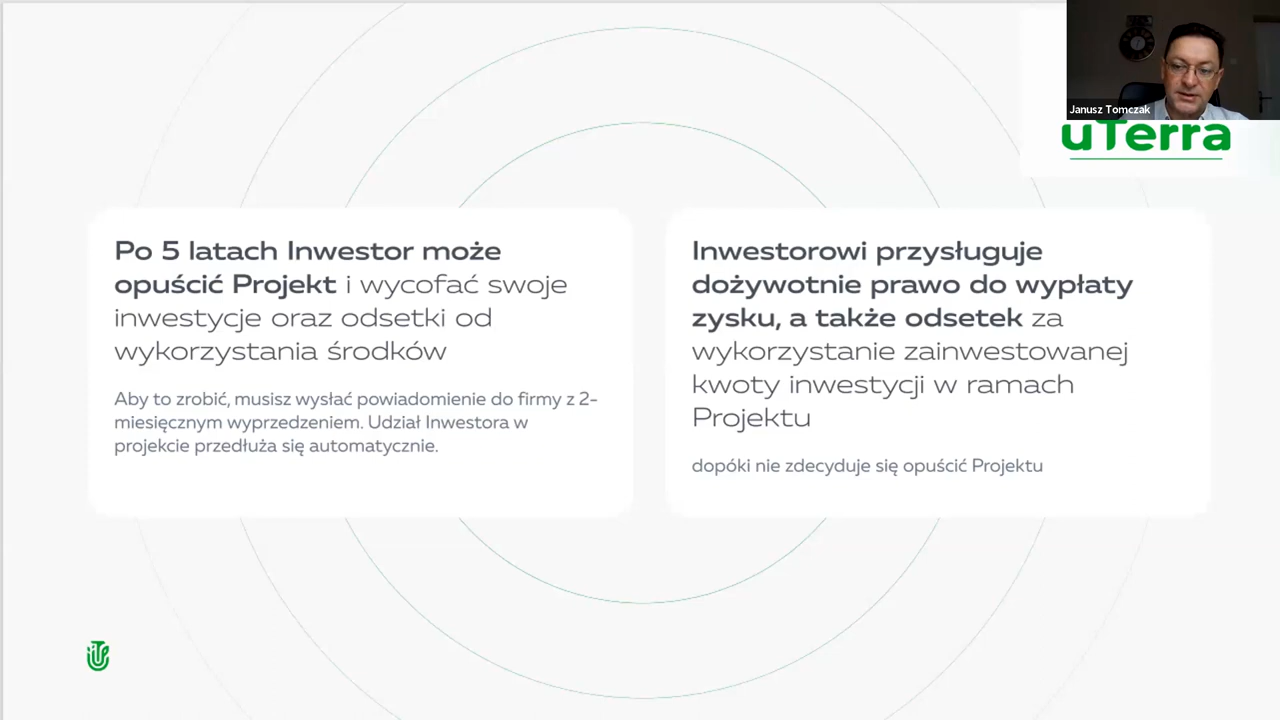 Janusz Tomczak
uTerra
Po 5 latach Inwestor może
opuścić Projekt i wycofać swoje
inwestycje oraz odsetki od
wykorzystania środków
Aby to zrobić, musisz wysłać powiadomienie do firmy z 2-
miesięcznym wyprzedzeniem. Udział Inwestora w
projekcie przedłuża się automatycznie.
Inwestorowi przysługuje
dożywotnie prawo do wypłaty
zysku, a także odsetek za
wykorzystanie zainwestowanej
kwoty inwestycji w ramach
Projektu
dopóki nie zdecyduje się opuścić Projektu